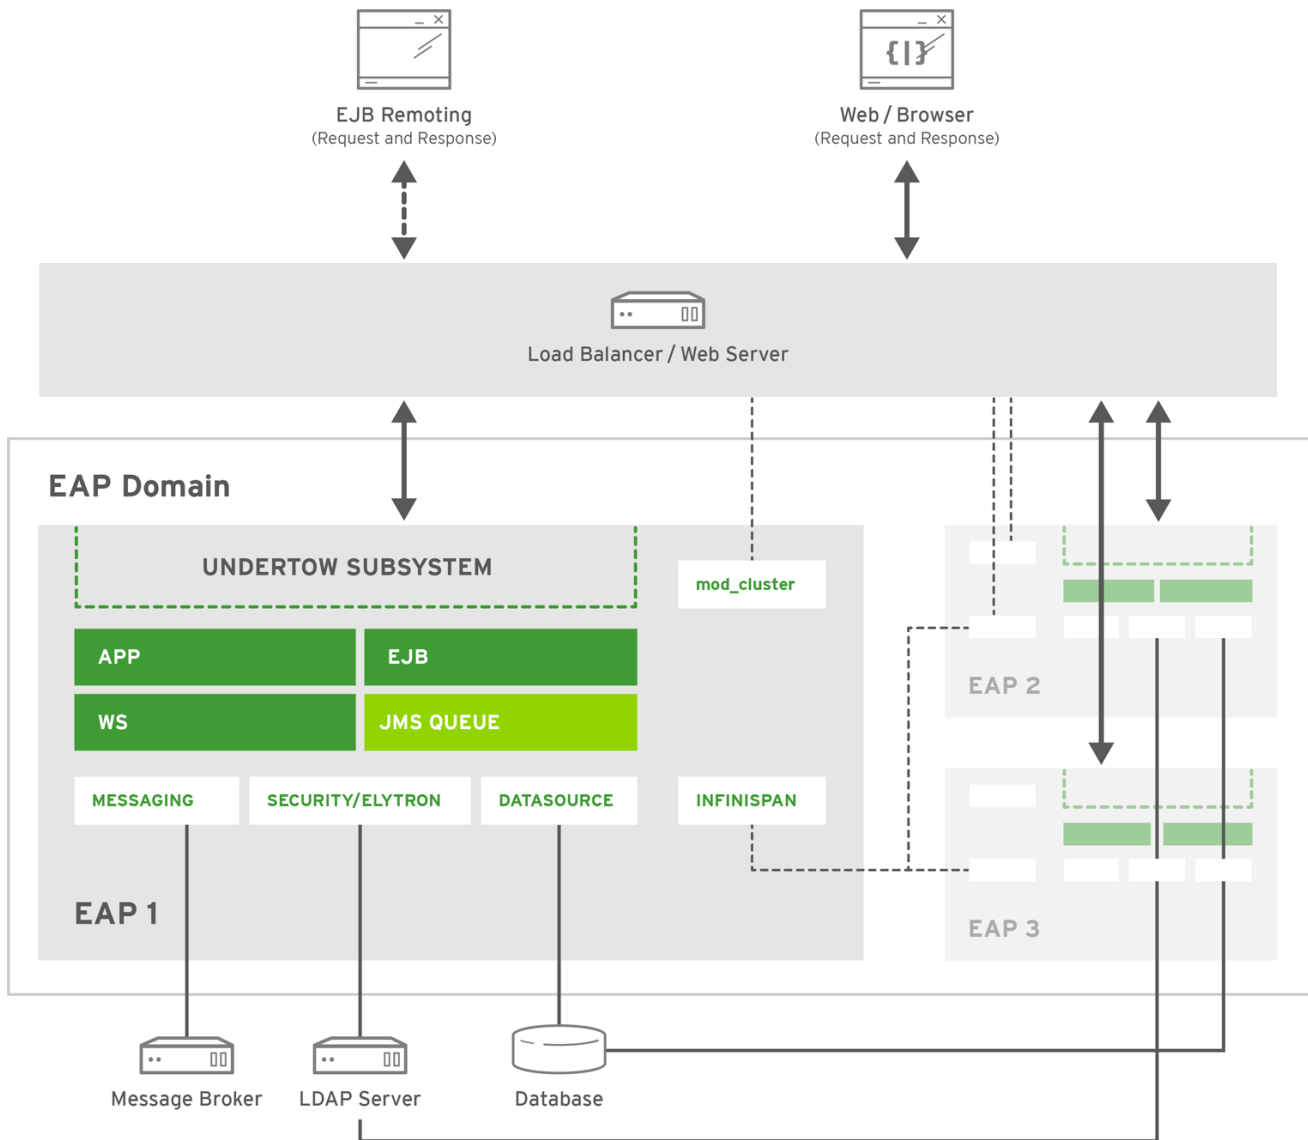 EJB Remoting
(Request and Response)
Web / Browser
(Request and Response)
Load Balancer / Web Server
EAP Domain
UNDERTOW SUBSYSTEM
mod_cluster
APP
EJB
WS
JMS QUEUE
MESSAGING
SECURITY/ELYTRON
DATASOURCE
INFINISPAN
EAP 1
EAP 2
EAP 3
Message Broker
LDAP Server
Database